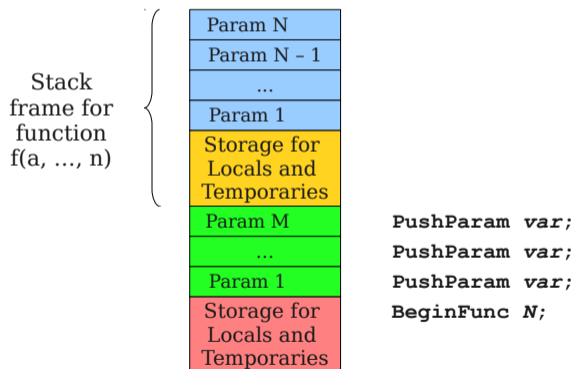 Stack
frame for
function
f(a, …, n)
Param N
Param N – 1
...
Param 1
Storage for
Locals and
Temporaries
Param M
...
Param 1
Storage for
Locals and
Temporaries
PushParam var;
PushParam var;
PushParam var;
BeginFunc N;